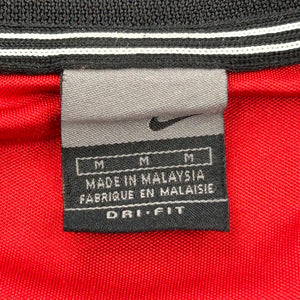 M M M
MADE IN MALAYSIA
FABRIQUE EN MALAISIE
DRI-FIT